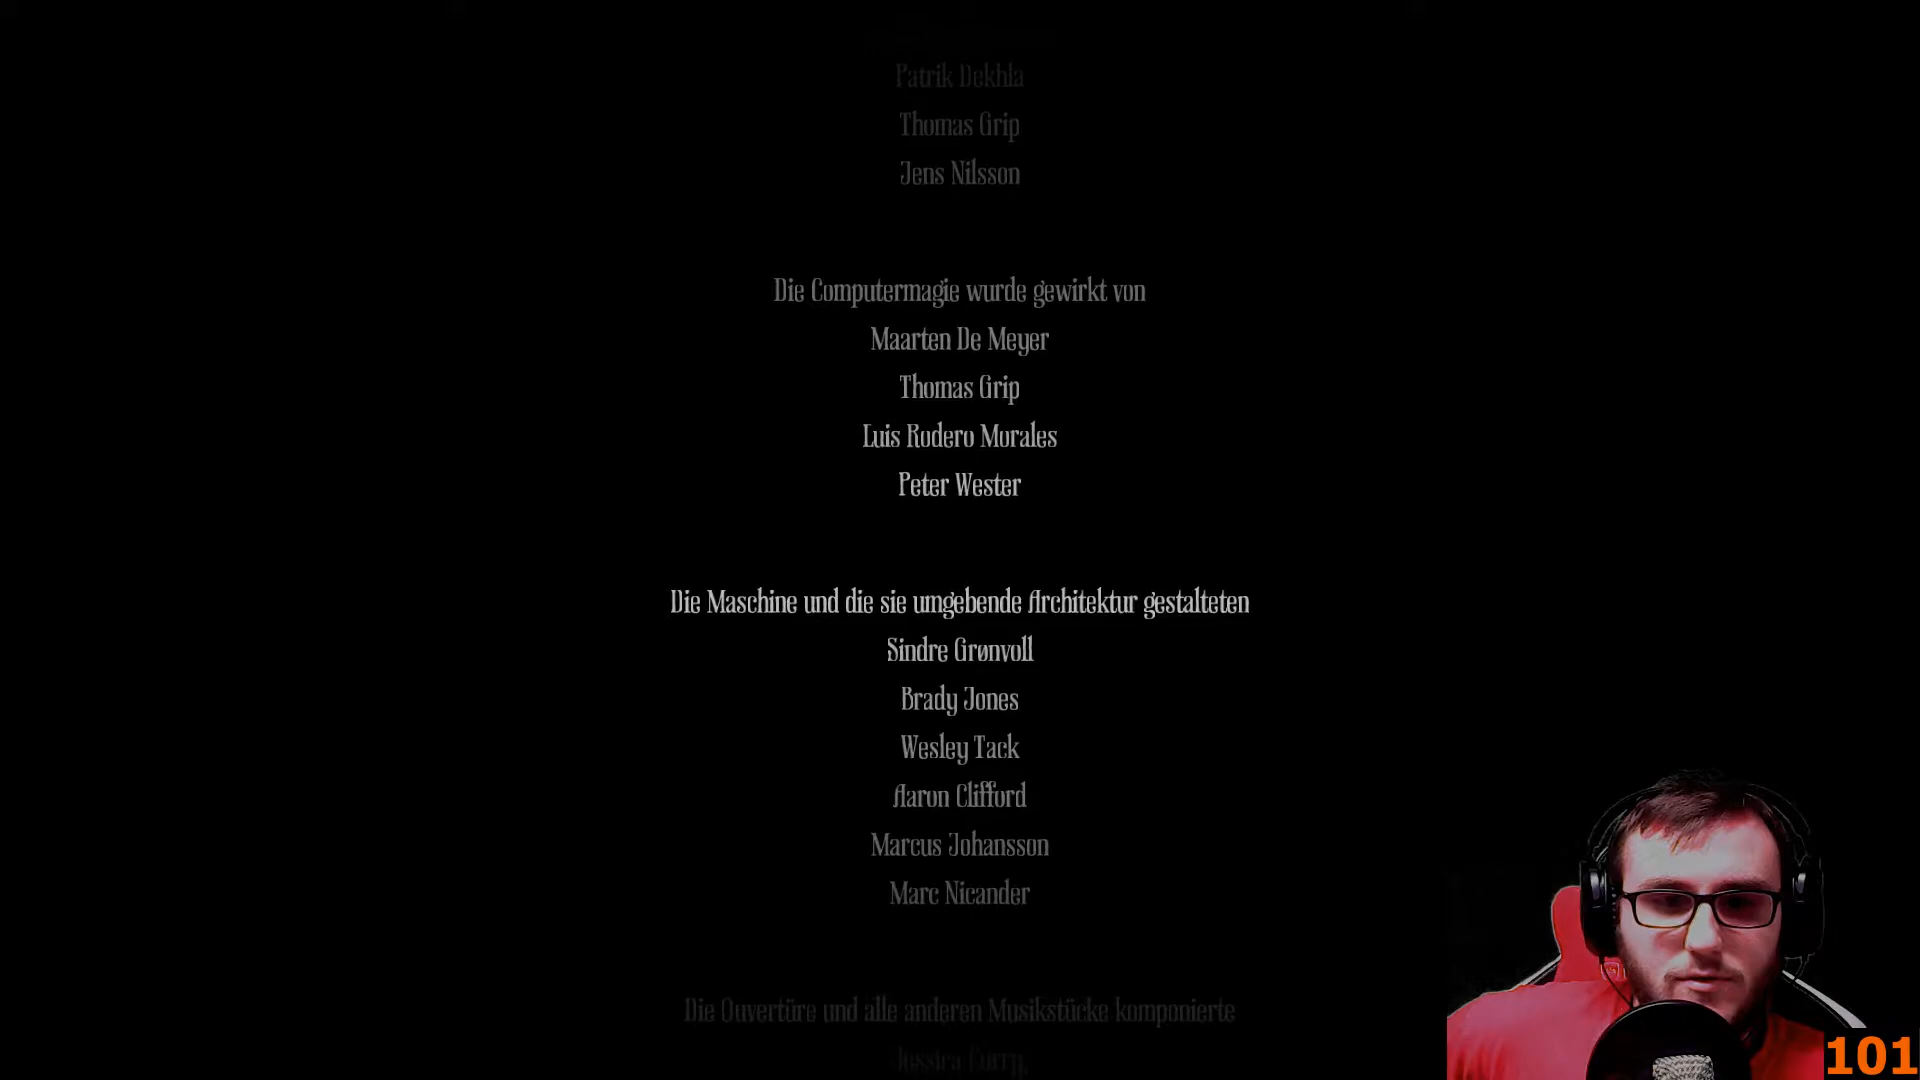 Patrik Dekhla
Thomas Grip
Jens Nilsson
Die Computermagie wurde gewirkt von
Maarten De Meyer
Thomas Grip
Luis Rodero Morales
Peter Wester
Die Maschine und die sie umgebende Architektur gestalteten
Sindre Grønvoll
Brady Jones
Wesley Tack
Aaron Clifford
Marcus Johansson
Marc Nicander
Die Ouvertüre und alle anderen Musikstücke komponierte
Jessica Curry,
101